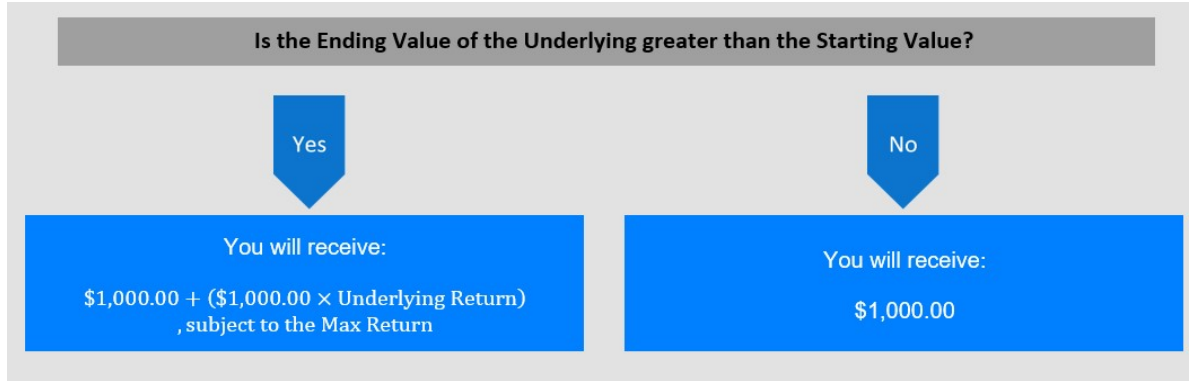 Is the Ending Value of the Underlying greater than the Starting Value?
Yes
No
You will receive:
$1,000.00 + ($1,000.00 × Underlying Return)
, subject to the Max Return
You will receive:
$1,000.00